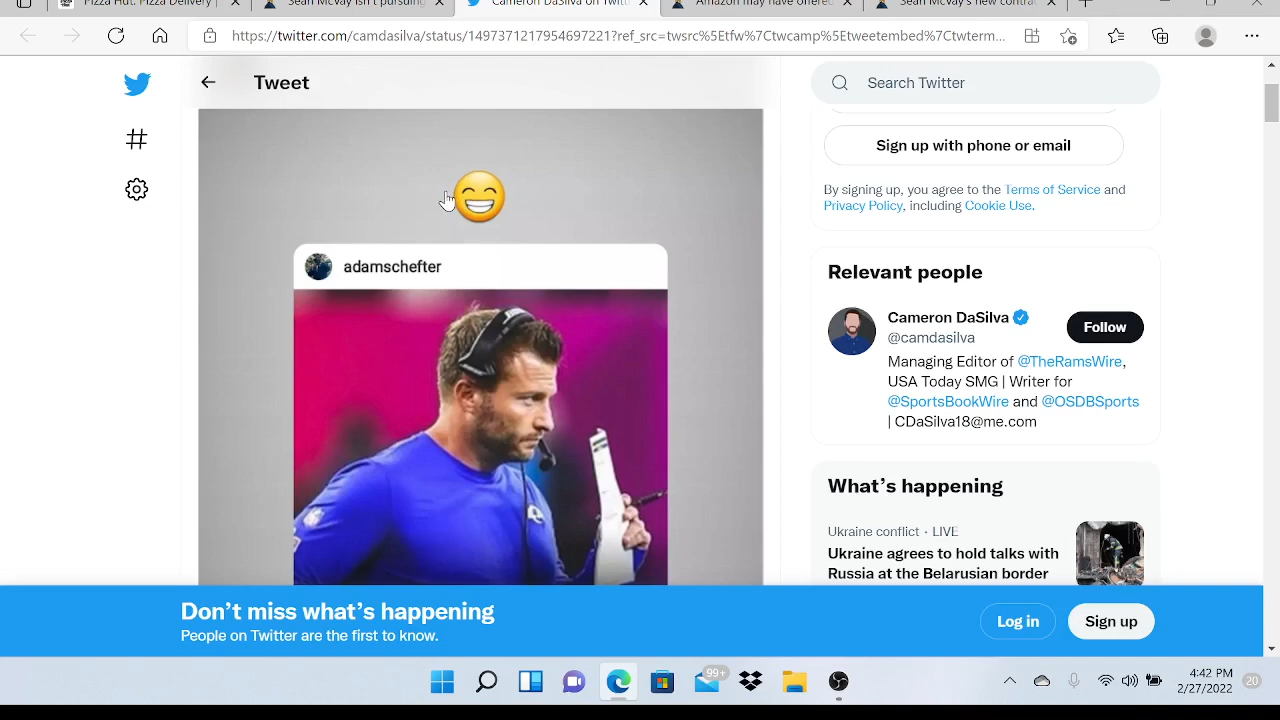 Pizza Hut. Pizza Delivery
Sean McVay isn't pursuing
Cameron DaSilva on Twitt
Amazon may have offered
Sean McVay's new contra
https://twitter.com/camdasilva/status/1497371217954697221?ref_src=twsrc%5Etfw%7Ctwcamp%5Etweetembed%7Ctwterm...
Tweet
Search Twitter
Sign up with phone or email
By signing up, you agree to the Terms of Service and
Privacy Policy, including Cookie Use.
adamschefter
Relevant people
Cameron DaSilva
@camdasilva
Follow
Managing Editor of @TheRamsWire,
USA Today SMG | Writer for
@SportsBookWire and @OSDBSports
| CDaSilva18@me.com
What's happening
Ukraine conflict · LIVE
Ukraine agrees to hold talks with
Russia at the Belarusian border
Don't miss what's happening
People on Twitter are the first to know.
Log in
Sign up
99+
4:42 PM
2/27/2022
20